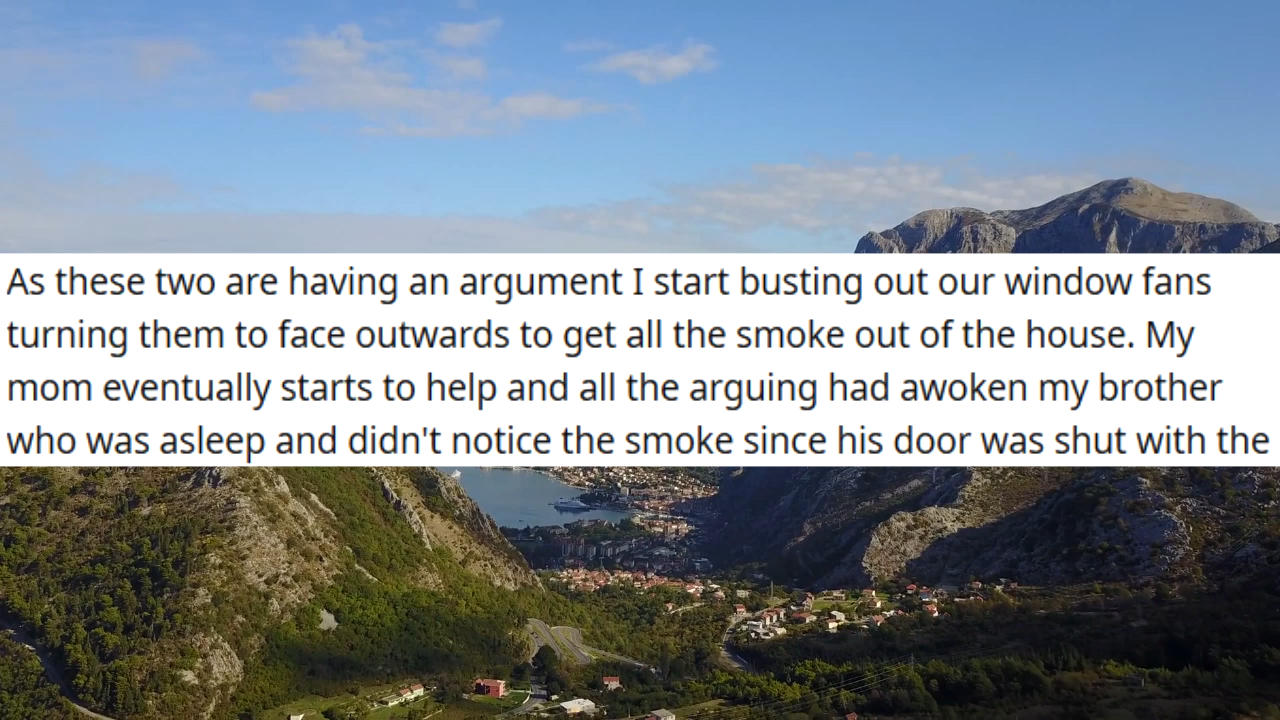 As these two are having an argument I start busting out our window fans
turning them to face outwards to get all the smoke out of the house. My
mom eventually starts to help and all the arguing had awoken my brother
who was asleep and didn't notice the smoke since his door was shut with the